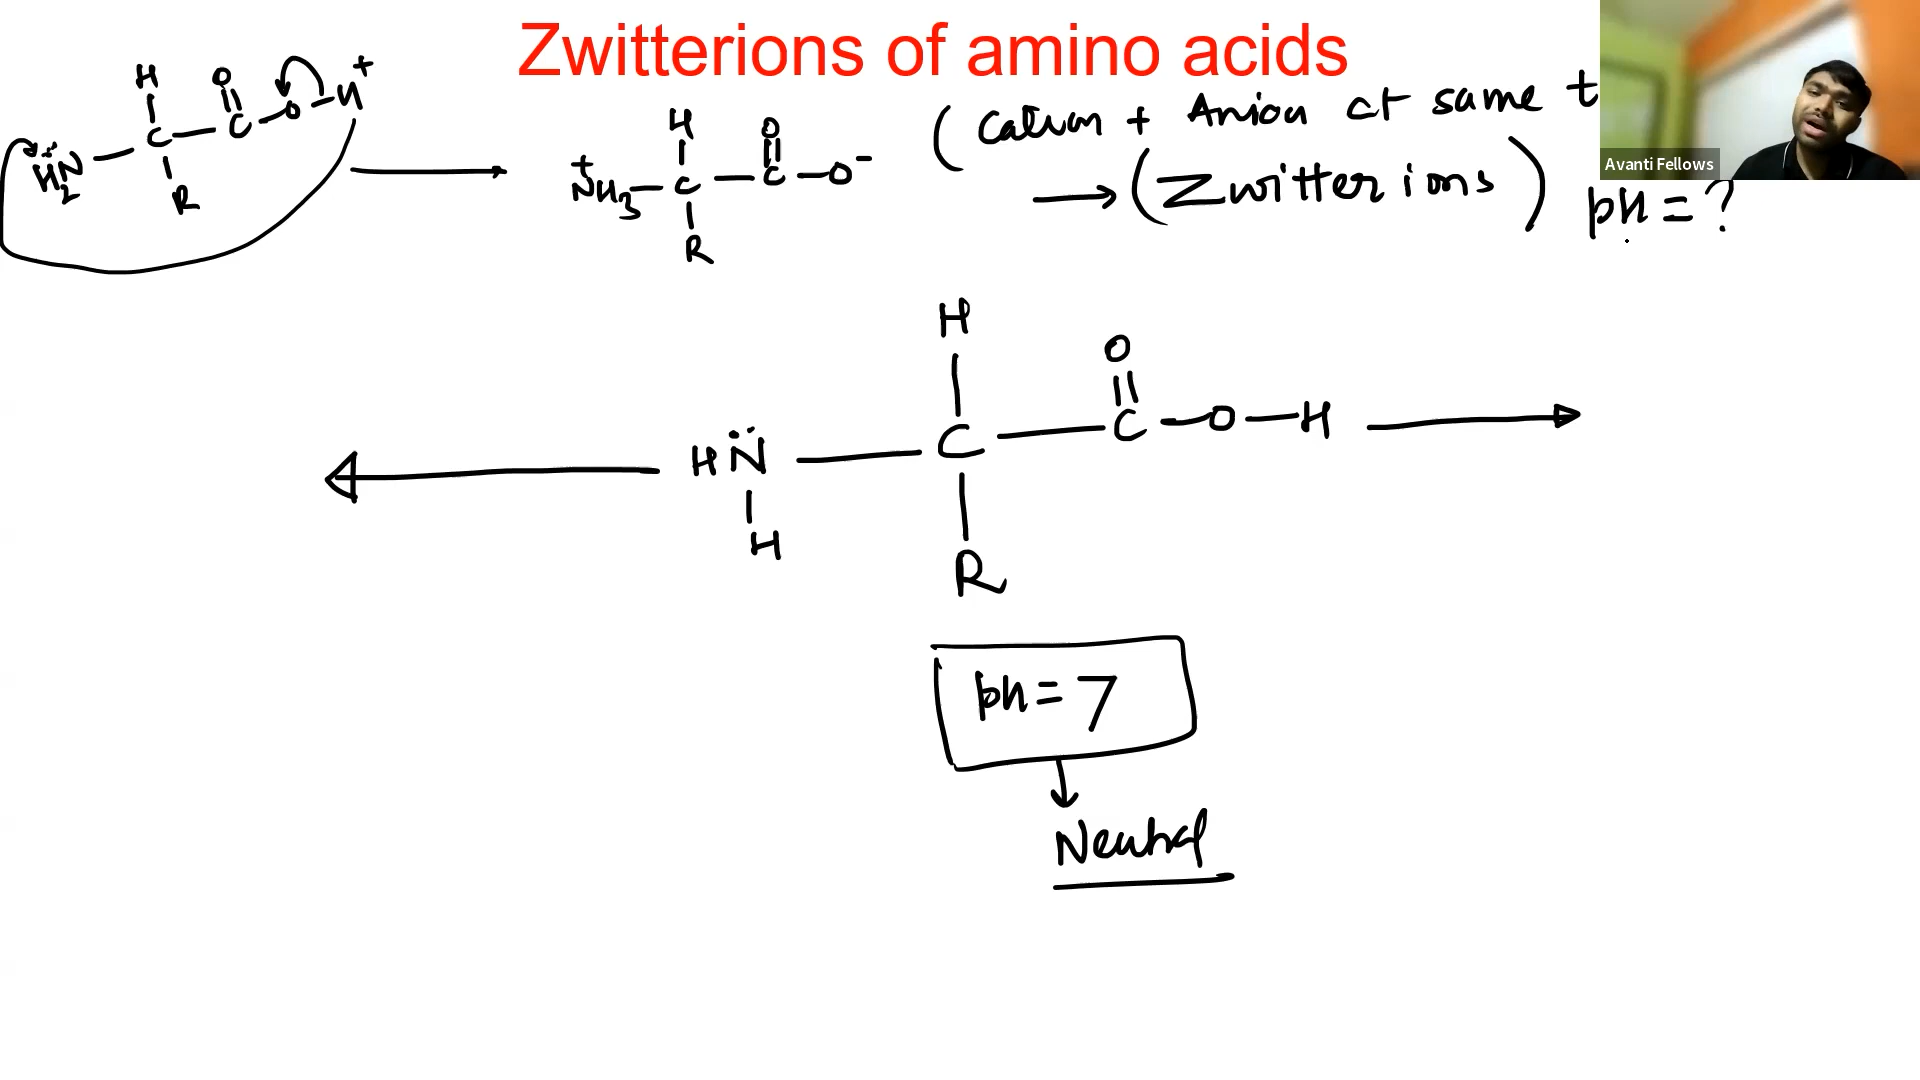 Zwitterions of amino acids
H O
H₂N̈ — C — C — O — H⁺
R
H O
⁺NH₃ — C — C — O⁻
R
(Cation + Anion at same t
→ (Zwitterions)
pH = ?
Avanti Fellows
H
O
HN̈ — C — C — O — H
H
R
pH = 7
Neutral